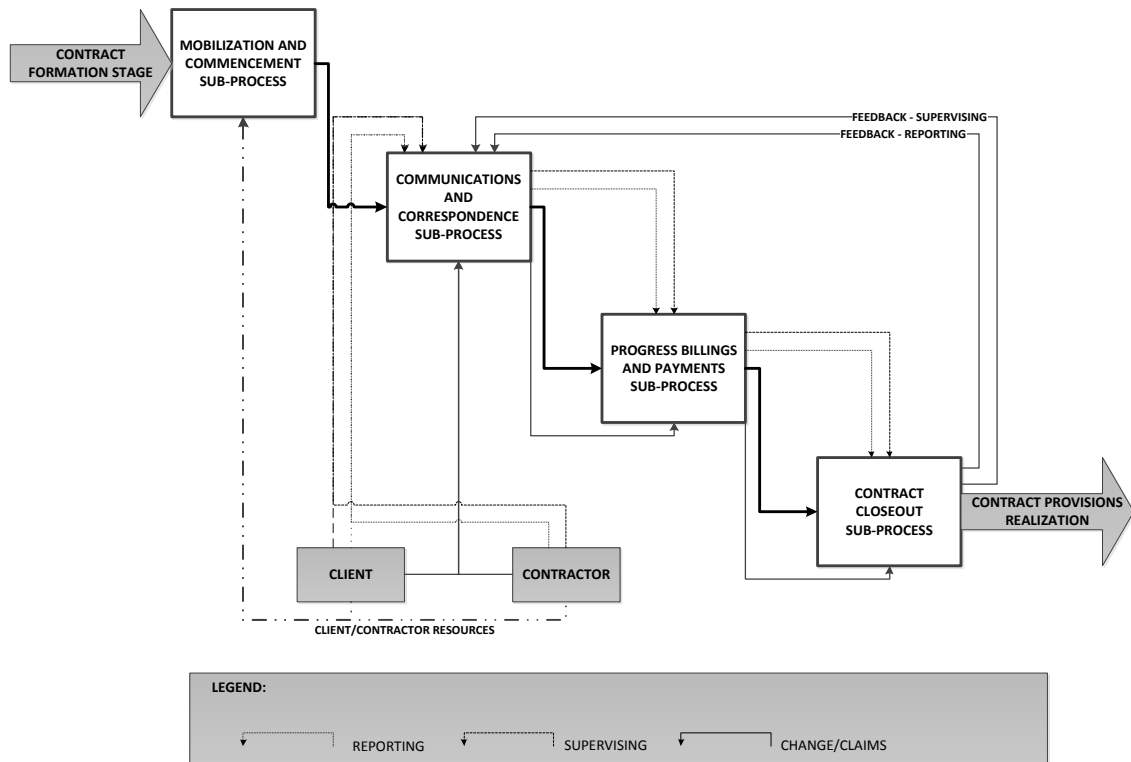 CONTRACT
FORMATION STAGE
MOBILIZATION AND
COMMENCEMENT
SUB-PROCESS
FEEDBACK - SUPERVISING
FEEDBACK - REPORTING
COMMUNICATIONS
AND
CORRESPONDENCE
SUB-PROCESS
PROGRESS BILLINGS
AND PAYMENTS
SUB-PROCESS
CONTRACT
CLOSEOUT
SUB-PROCESS
CONTRACT PROVISIONS
REALIZATION
CLIENT
CONTRACTOR
CLIENT/CONTRACTOR RESOURCES
LEGEND:
REPORTING
SUPERVISING
CHANGE/CLAIMS